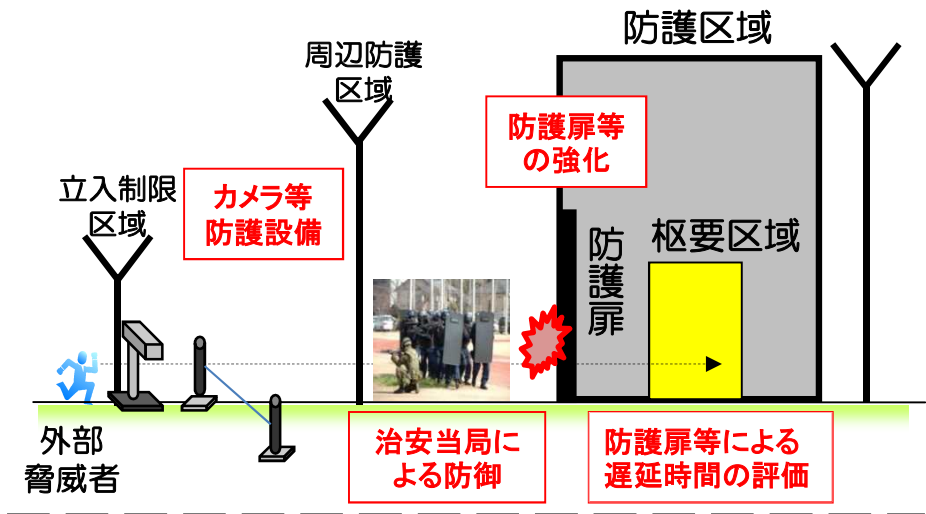 防護区域
周辺防護
区域
防護扉等
の強化
立入制限
区域
カメラ等
防護設備
防護扉
枢要区域
外部
脅威者
治安当局に
よる防御
防護扉等による
遅延時間の評価